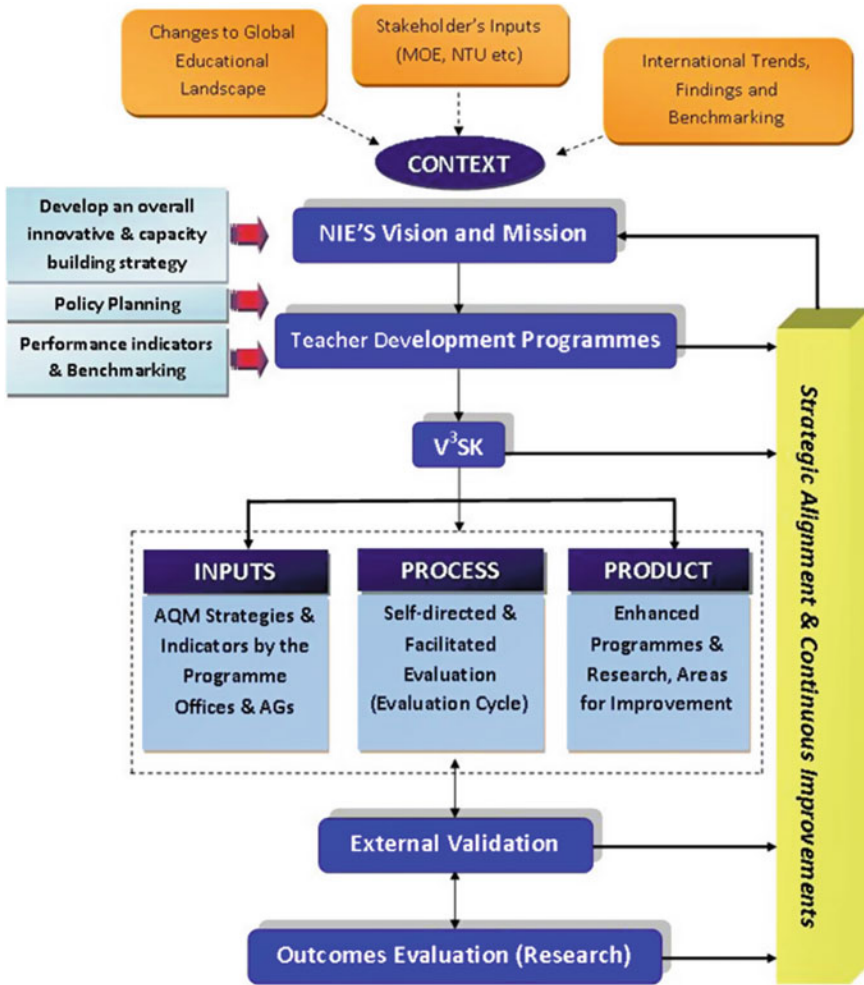 Changes to Global
Educational
Landscape
Stakeholder's Inputs
(MOE, NTU etc)
International Trends,
Findings and
Benchmarking
CONTEXT
Develop an overall
innovative & capacity
building strategy
Policy Planning
Performance indicators
& Benchmarking
NIE'S Vision and Mission
Teacher Development Programmes
V³SK
INPUTS
AQM Strategies &
Indicators by the
Programme
Offices & AGs
PROCESS
Self-directed &
Facilitated
Evaluation
(Evaluation Cycle)
PRODUCT
Enhanced
Programmes &
Research, Areas
for Improvement
External Validation
Outcomes Evaluation (Research)
Strategic Alignment & Continuous Improvements